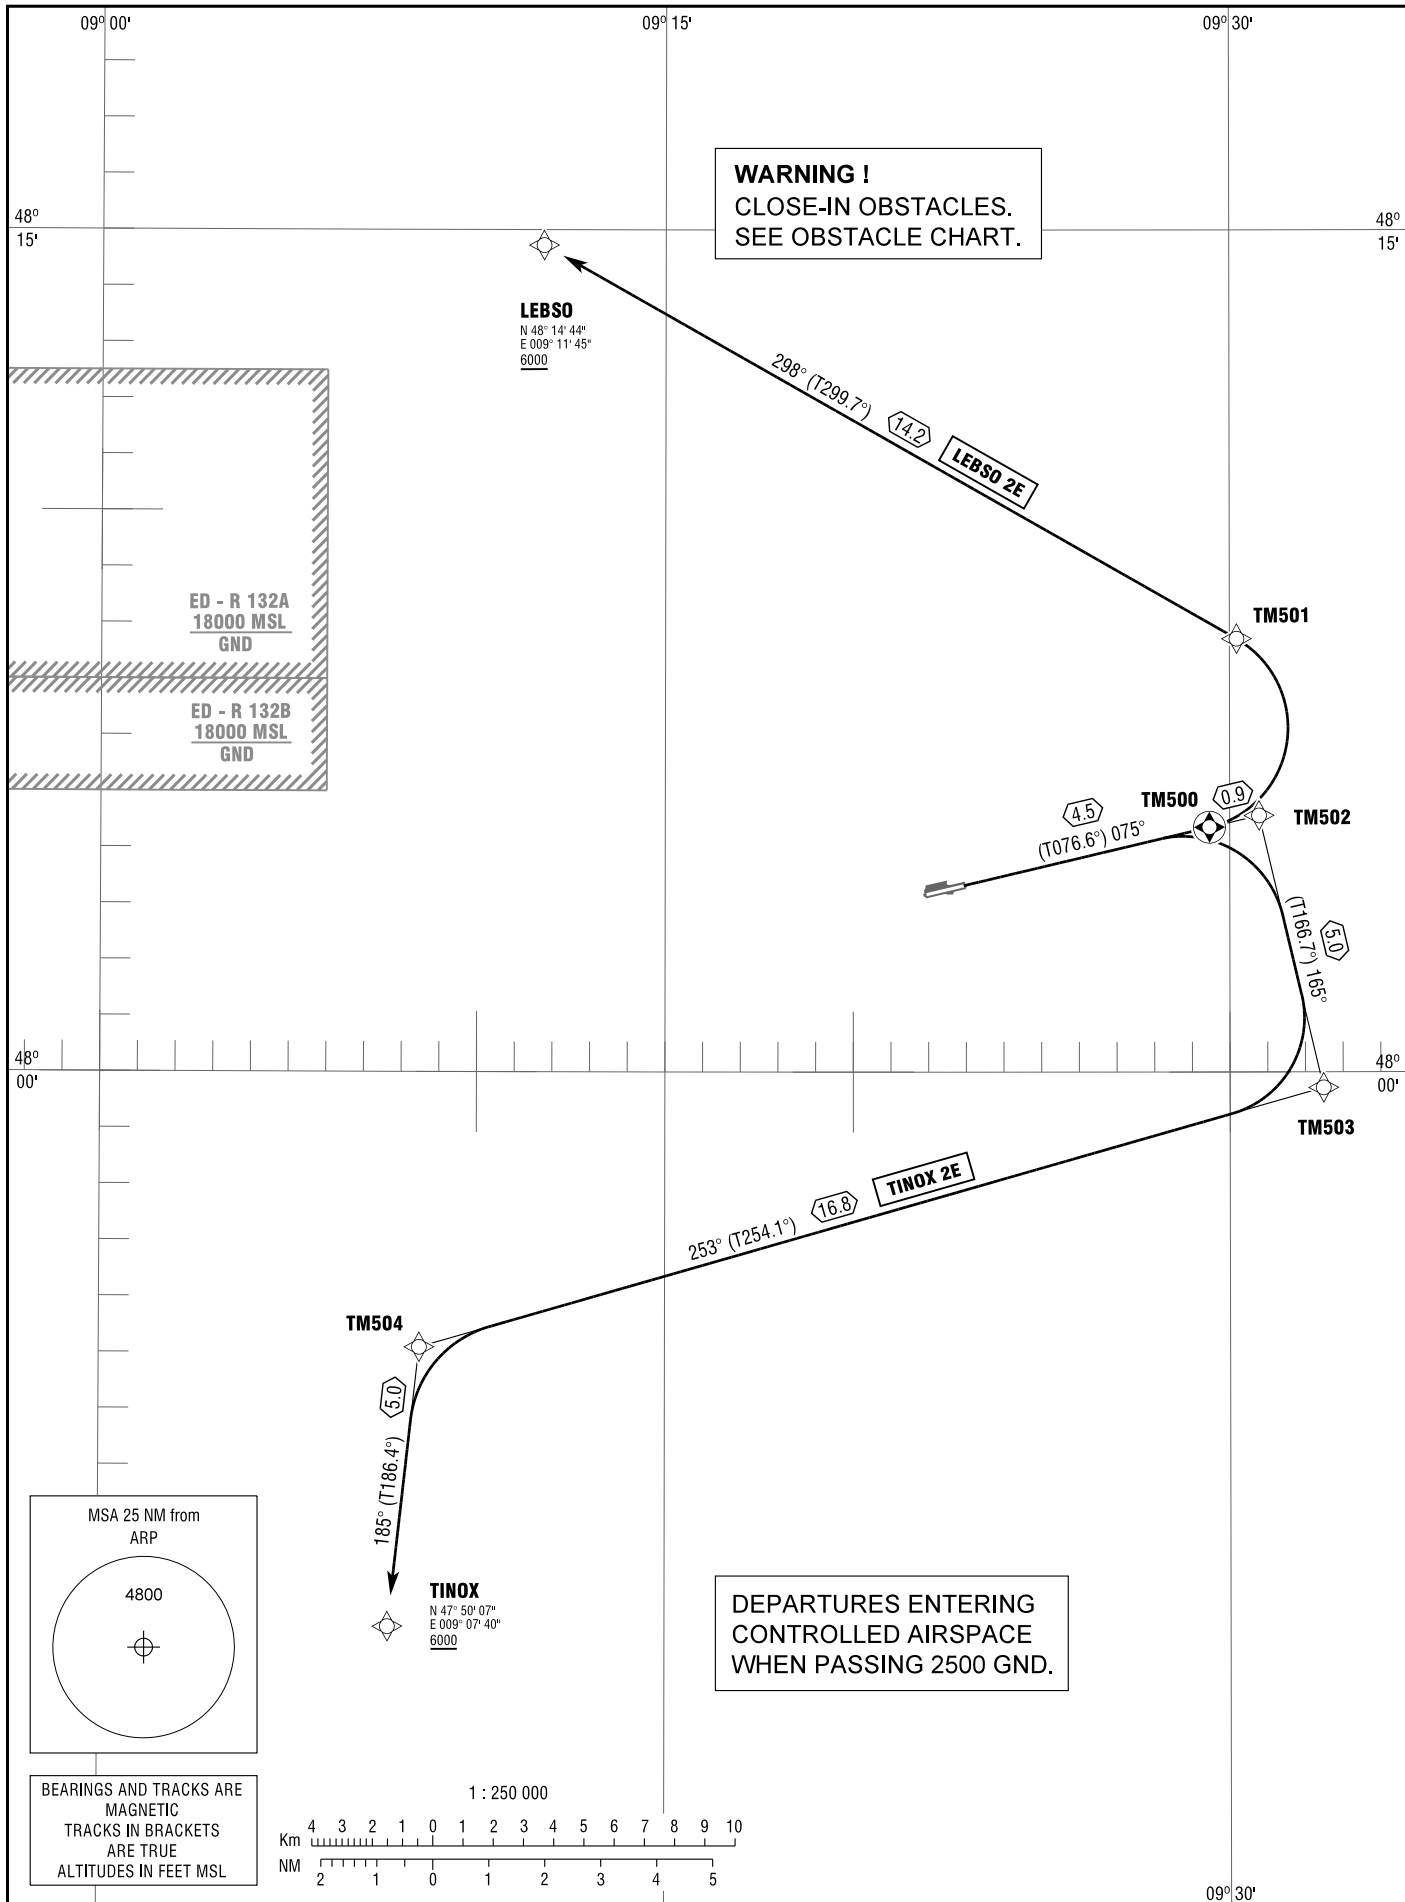 09° 00'
09° 15'
09° 30'
WARNING !
CLOSE-IN OBSTACLES.
SEE OBSTACLE CHART.
48°
15'
48°
15'
LEBSO
N 48° 14' 44"
E 009° 11' 45"
6000
298° (T299.7°)
14.2
LEBSO 2E
ED - R 132A
18000 MSL
GND
TM501
ED - R 132B
18000 MSL
GND
TM500
0.9
4.5
TM502
(T076.6°) 075°
(T166.7°) 165°
5.0
48°
00'
48°
00'
TM503
TINOX 2E
16.8
253° (T254.1°)
TM504
5.0
185° (T186.4°)
MSA 25 NM from
ARP
4800
TINOX
N 47° 50' 07"
E 009° 07' 40"
6000
DEPARTURES ENTERING
CONTROLLED AIRSPACE
WHEN PASSING 2500 GND.
BEARINGS AND TRACKS ARE
MAGNETIC
TRACKS IN BRACKETS
ARE TRUE
ALTITUDES IN FEET MSL
1 : 250 000
Km 4 3 2 1 0 1 2 3 4 5 6 7 8 9 10
NM 2 1 0 1 2 3 4 5
09° 30'